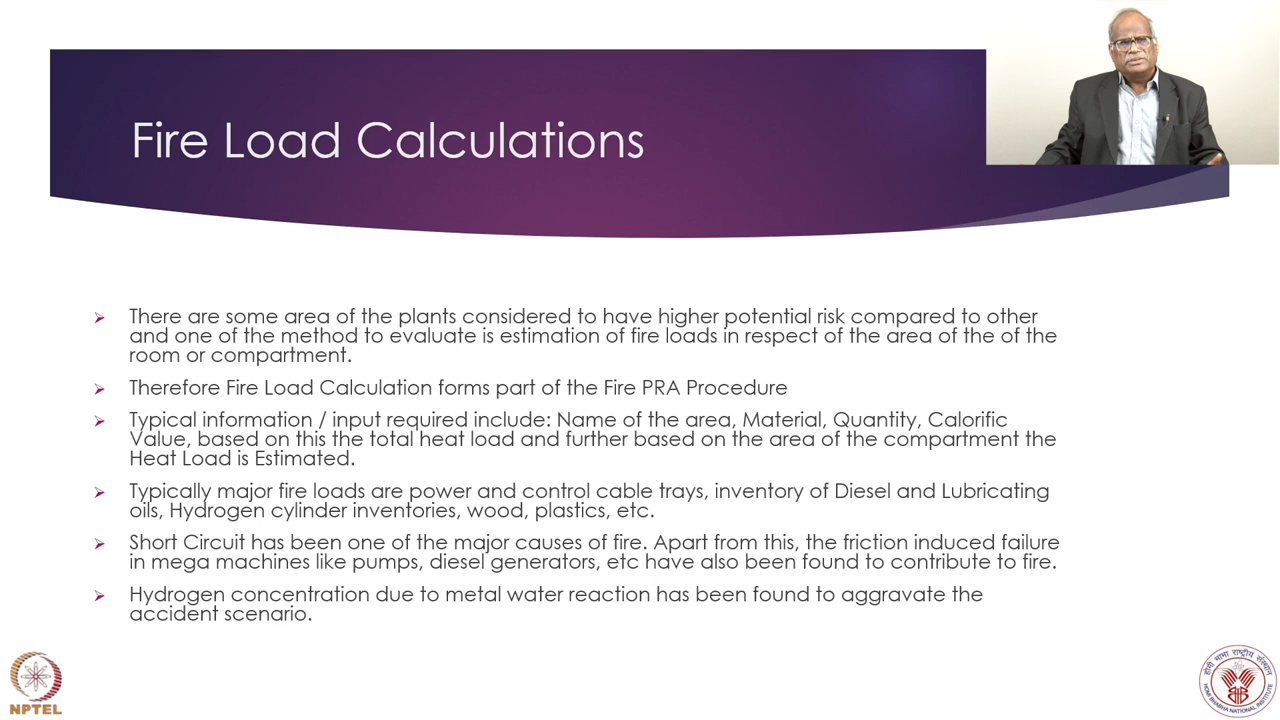 Fire Load Calculations
There are some area of the plants considered to have higher potential risk compared to other
and one of the method to evaluate is estimation of fire loads in respect of the area of the of the
room or compartment.
Therefore Fire Load Calculation forms part of the Fire PRA Procedure
Typical information / input required include: Name of the area, Material, Quantity, Calorific
Value, based on this the total heat load and further based on the area of the compartment the
Heat Load is Estimated.
Typically major fire loads are power and control cable trays, inventory of Diesel and Lubricating
oils, Hydrogen cylinder inventories, wood, plastics, etc.
Short Circuit has been one of the major causes of fire. Apart from this, the friction induced failure
in mega machines like pumps, diesel generators, etc have also been found to contribute to fire.
Hydrogen concentration due to metal water reaction has been found to aggravate the
accident scenario.
NPTEL
होमी भाभा राष्ट्रीय संस्थान
HOMI BHABHA NATIONAL INSTITUTE